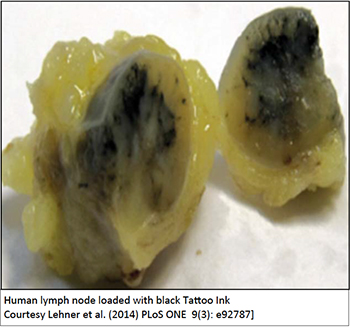 Human lymph node loaded with black Tattoo Ink
Courtesy Lehner et al. (2014) PLoS ONE  9(3): e92787]